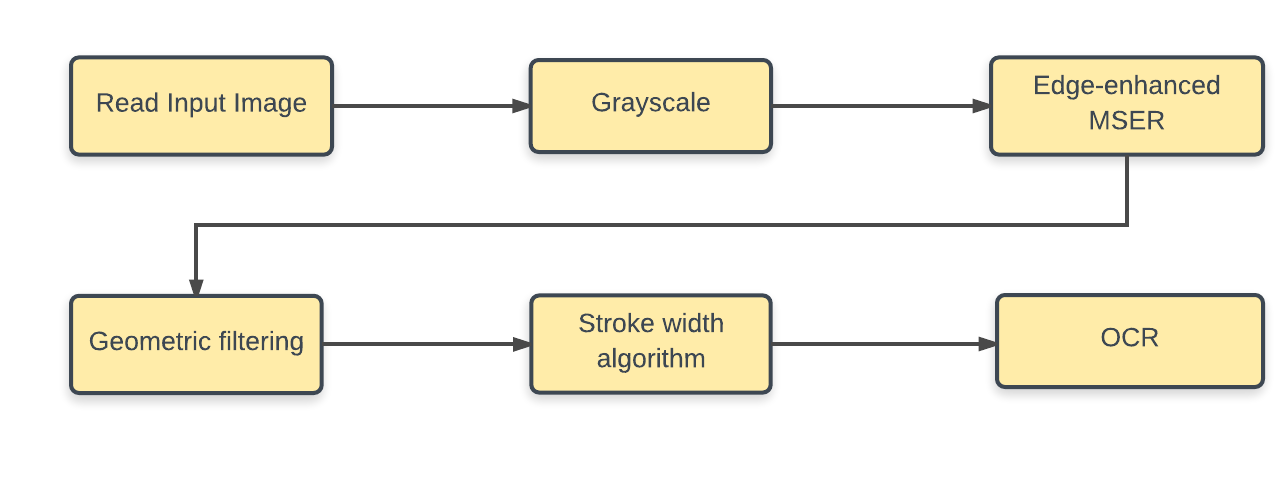 Read Input Image
Grayscale
Edge-enhanced
MSER
Geometric filtering
Stroke width
algorithm
OCR